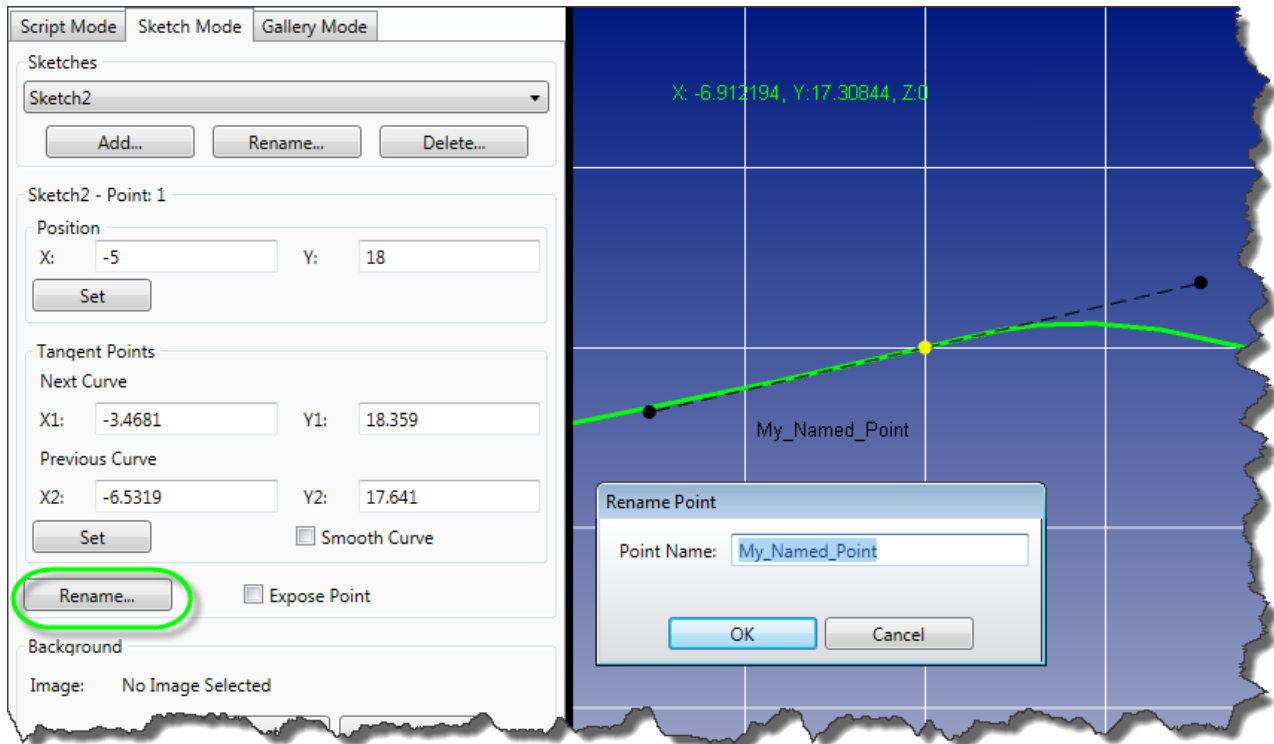 Script Mode Sketch Mode Gallery Mode
Sketches
Sketch2
Add... Rename... Delete...
Sketch2 - Point: 1
Position
X: -5 Y: 18
Set
Tangent Points
Next Curve
X1: -3.4681 Y1: 18.359
Previous Curve
X2: -6.5319 Y2: 17.641
Set Smooth Curve
Rename... Expose Point
Background
Image: No Image Selected
X: -6.912194, Y:17.30844, Z:0
My_Named_Point
Rename Point
Point Name: My_Named_Point
OK Cancel